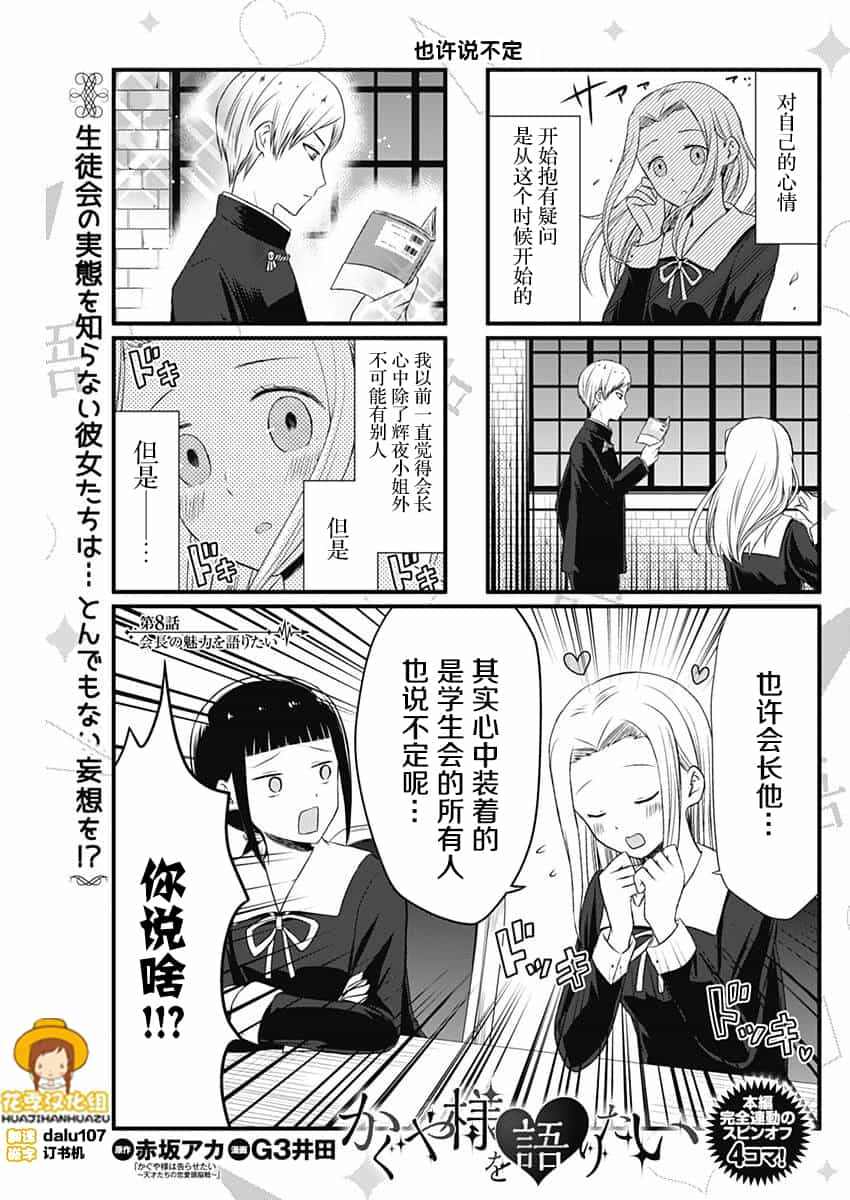 也许说不定
对自己的心情
开始抱有疑问
是从这个时候开始的
サァァァ
我以前一直觉得会长
心中除了辉夜小姐外
不可能有别人
但是
但是——…
ドキ
ドキ
ドキ
第8話
会長の魅力を語りたい
也许会长他…
其实心中装着的
是学生会的所有人
也说不定呢…
你说啥!!?
ドキ
ドキ
生徒会の実態を知らない彼女たちは…とんでもない妄想を!?
花季汉化组
HUAJIHANHUAZU
翻译 dalu107
嵌字 订书机
原作 赤坂アカ 漫画 G3井田
「かぐや様は告らせたい
～天才たちの恋愛頭脳戦～」
かぐや様を語りたい
本編
完全連動の
スピンオフ
4コマ!